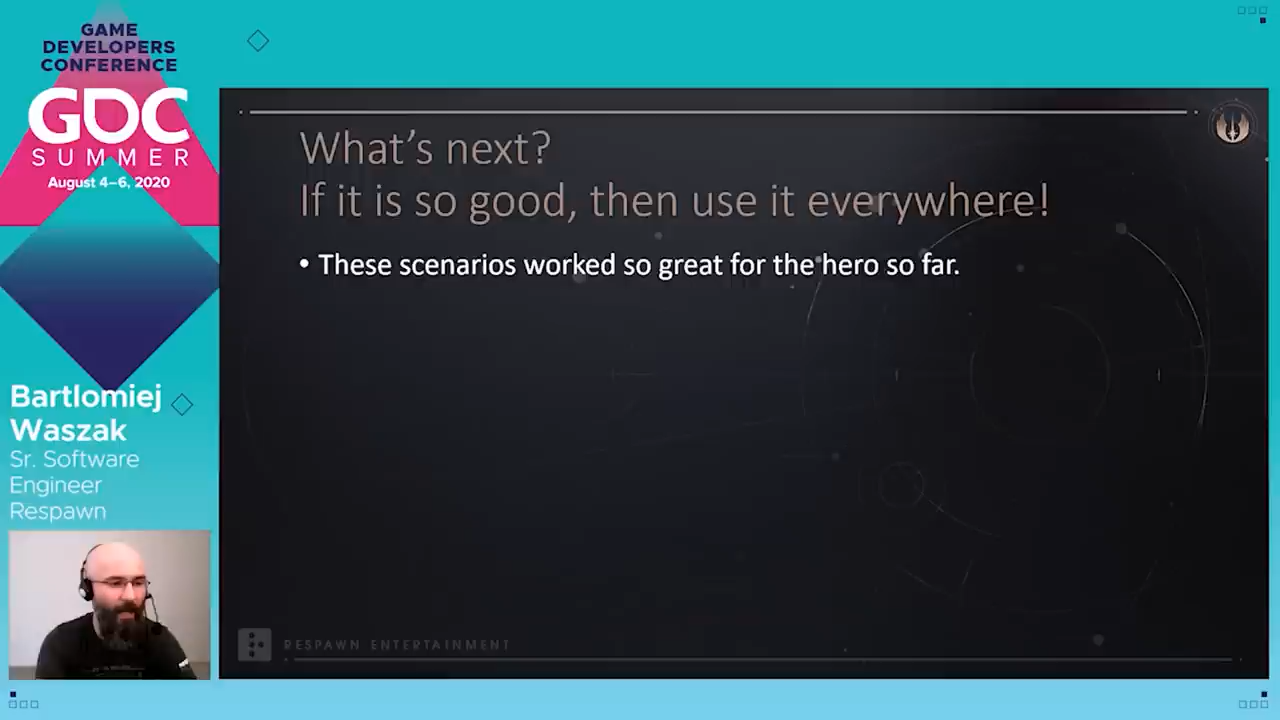 GAME
DEVELOPERS
CONFERENCE
GDC
SUMMER
August 4–6, 2020
Bartlomiej
Waszak
Sr. Software
Engineer
Respawn
What's next?
If it is so good, then use it everywhere!
• These scenarios worked so great for the hero so far.
RESPAWN ENTERTAINMENT